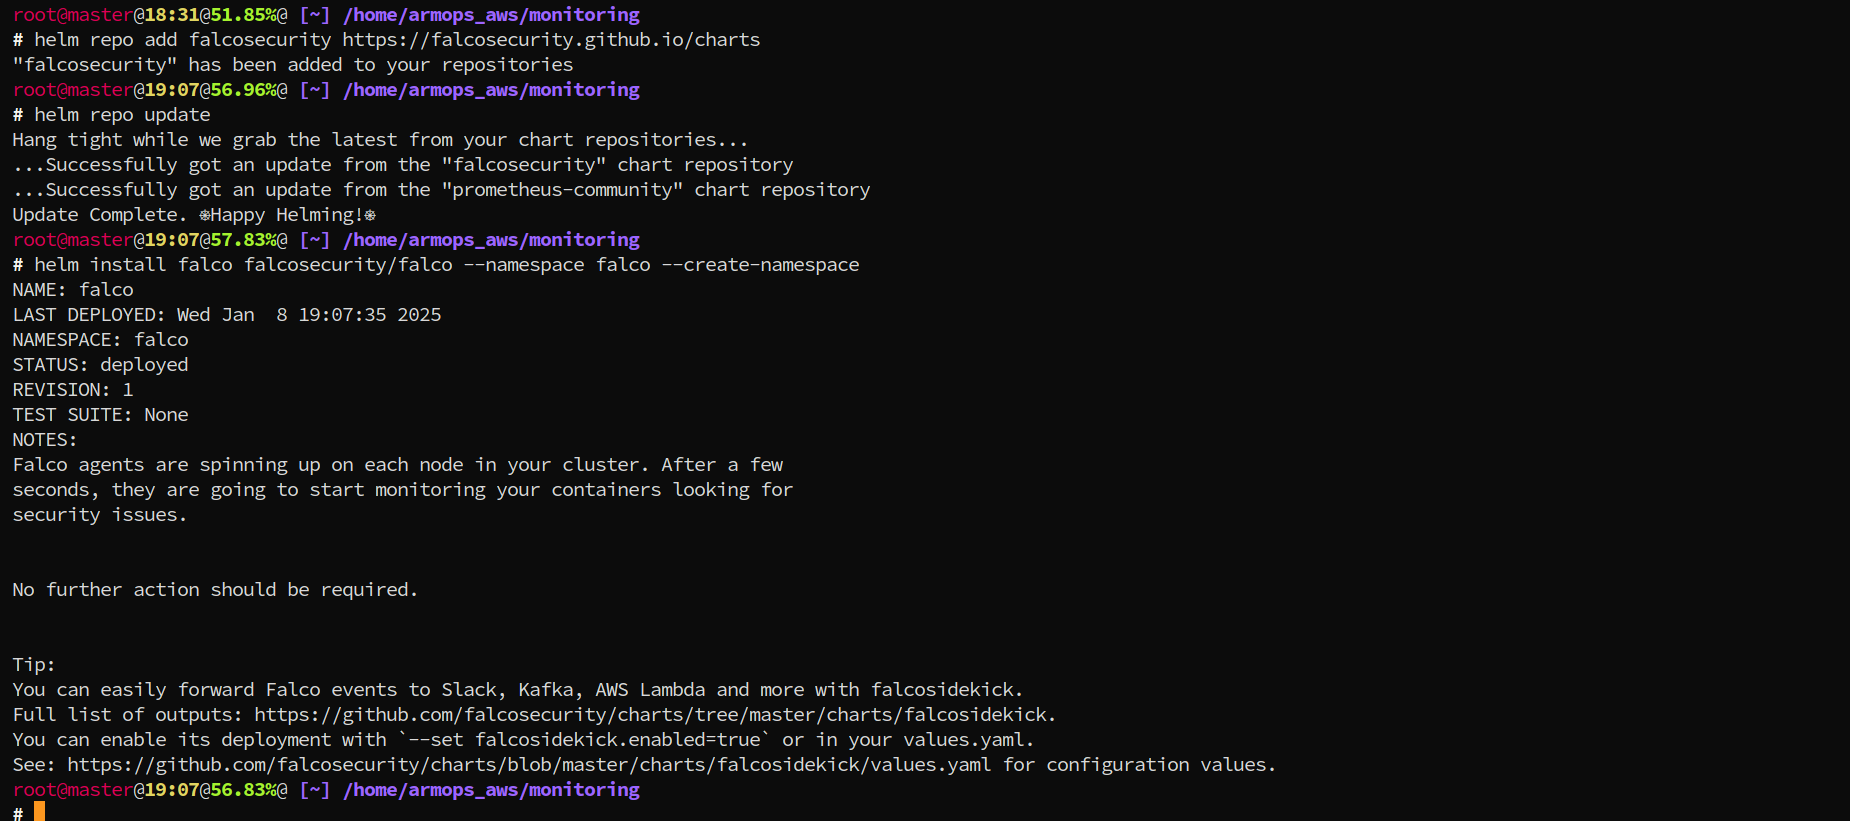 root@master@18:31@51.85%@ [~] /home/armops_aws/monitoring
# helm repo add falcosecurity https://falcosecurity.github.io/charts
"falcosecurity" has been added to your repositories
root@master@19:07@56.96%@ [~] /home/armops_aws/monitoring
# helm repo update
Hang tight while we grab the latest from your chart repositories...
...Successfully got an update from the "falcosecurity" chart repository
...Successfully got an update from the "prometheus-community" chart repository
Update Complete. ⎈Happy Helming!⎈
root@master@19:07@57.83%@ [~] /home/armops_aws/monitoring
# helm install falco falcosecurity/falco --namespace falco --create-namespace
NAME: falco
LAST DEPLOYED: Wed Jan  8 19:07:35 2025
NAMESPACE: falco
STATUS: deployed
REVISION: 1
TEST SUITE: None
NOTES:
Falco agents are spinning up on each node in your cluster. After a few
seconds, they are going to start monitoring your containers looking for
security issues.
No further action should be required.
Tip:
You can easily forward Falco events to Slack, Kafka, AWS Lambda and more with falcosidekick.
Full list of outputs: https://github.com/falcosecurity/charts/tree/master/charts/falcosidekick.
You can enable its deployment with `--set falcosidekick.enabled=true` or in your values.yaml.
See: https://github.com/falcosecurity/charts/blob/master/charts/falcosidekick/values.yaml for configuration values.
root@master@19:07@56.83%@ [~] /home/armops_aws/monitoring
#